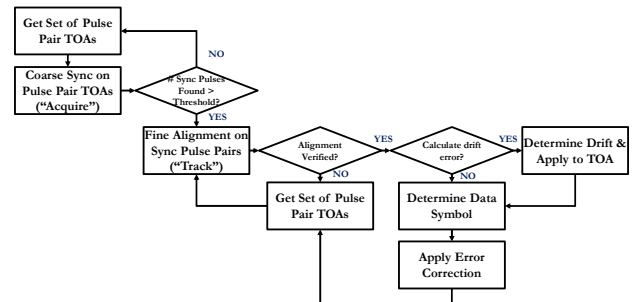 Get Set of Pulse
Pair TOAs
NO
Coarse Sync on
Pulse Pair TOAs
("Acquire")
# Sync Pulses
Found >
Threshold?
YES
Fine Alignment on
Sync Pulse Pairs
("Track")
Alignment
Verified?
YES
Calculate drift
error?
YES
Determine Drift &
Apply to TOA
NO
NO
Get Set of Pulse
Pair TOAs
Determine Data
Symbol
Apply Error
Correction